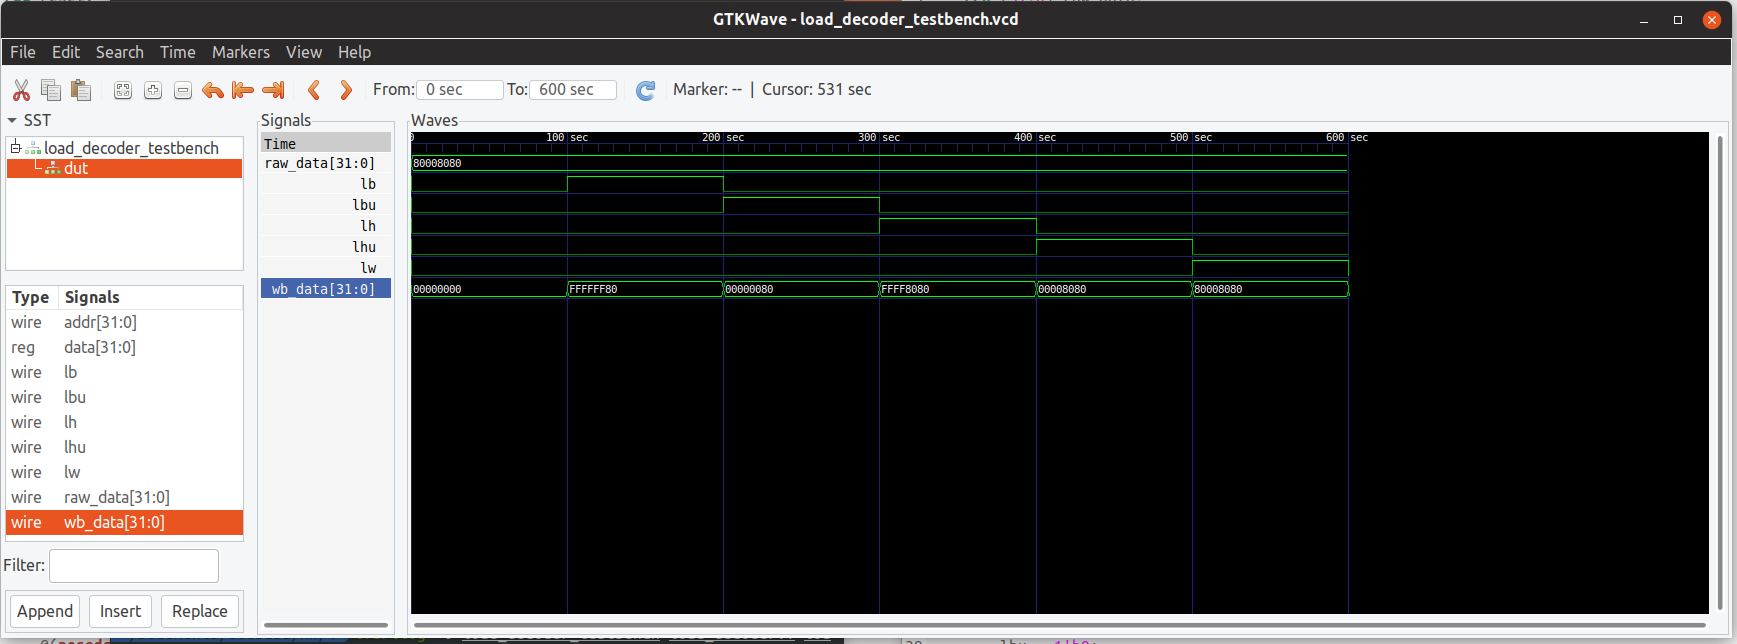 GTKWave - load_decoder_testbench.vcd
File Edit Search Time Markers View Help
From: 0 sec To: 600 sec Marker: -- | Cursor: 531 sec
SST
load_decoder_testbench
dut
Type Signals
wire addr[31:0]
reg data[31:0]
wire lb
wire lbu
wire lh
wire lhu
wire lw
wire raw_data[31:0]
wire wb_data[31:0]
Filter:
Append Insert Replace
Signals
Time
raw_data[31:0]
lb
lbu
lh
lhu
lw
wb_data[31:0]
Waves
0 100 sec 200 sec 300 sec 400 sec 500 sec 600 sec
80008080
00000000 FFFFFF80 00000080 FFFF8080 00008080 80008080